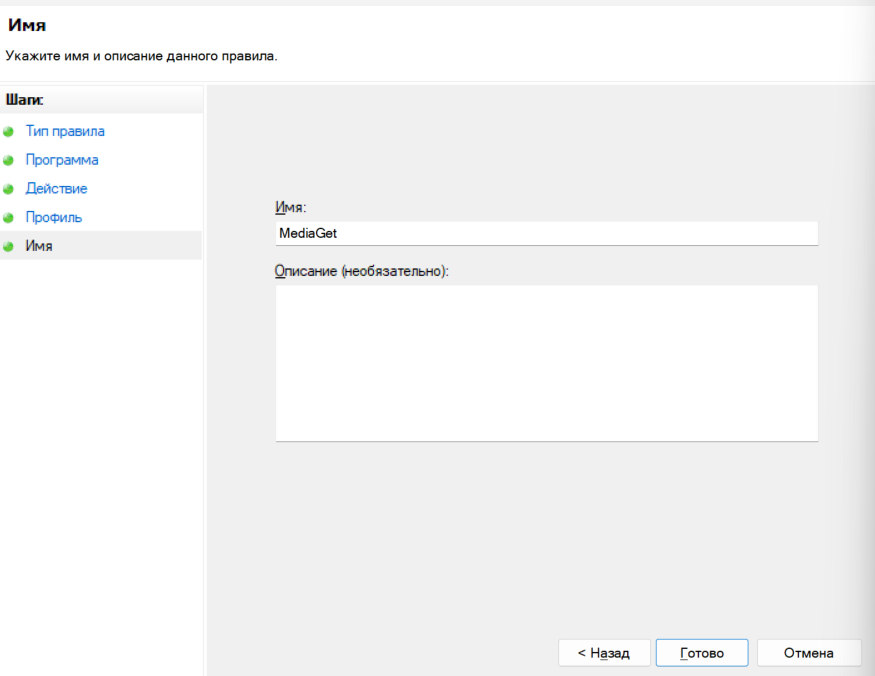 Имя
Укажите имя и описание данного правила.
Шаги:
Тип правила
Программа
Действие
Профиль
Имя
Имя:
MediaGet
Описание (необязательно):
< Назад
Готово
Отмена